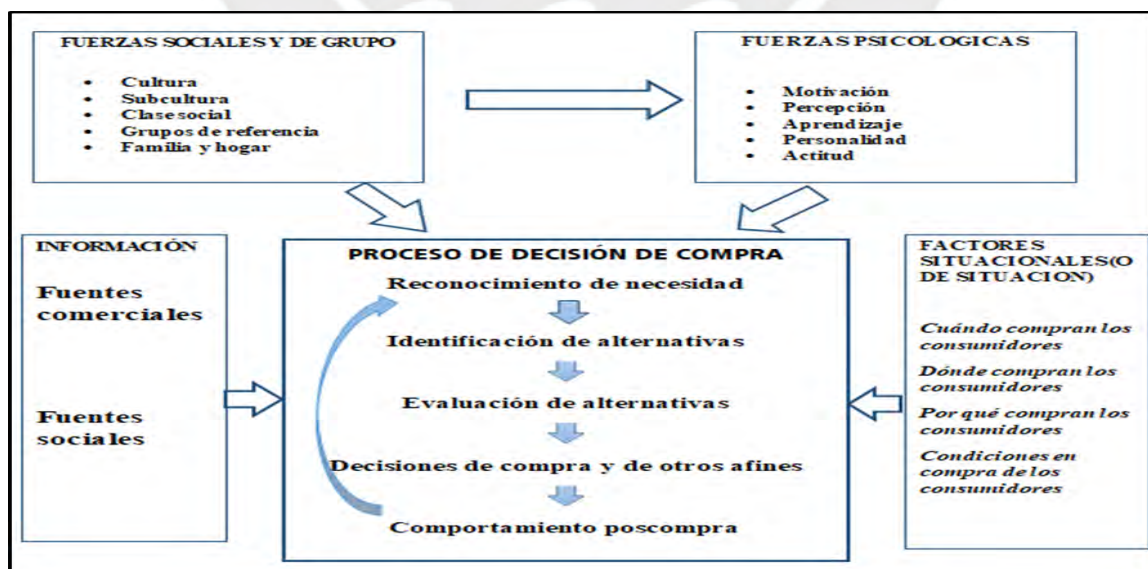 FUERZAS SOCIALES Y DE GRUPO
• Cultura
• Subcultura
• Clase social
• Grupos de referencia
• Familia y hogar
FUERZAS PSICOLOGICAS
• Motivación
• Percepción
• Aprendizaje
• Personalidad
• Actitud
INFORMACIÓN
Fuentes
comerciales
Fuentes
sociales
PROCESO DE DECISIÓN DE COMPRA
Reconocimiento de necesidad
Identificación de alternativas
Evaluación de alternativas
Decisiones de compra y de otros afines
Comportamiento poscompra
FACTORES
SITUACIONALES(O
DE SITUACION)
Cuándo compran los
consumidores
Dónde compran los
consumidores
Por qué compran los
consumidores
Condiciones en
compra de los
consumidores